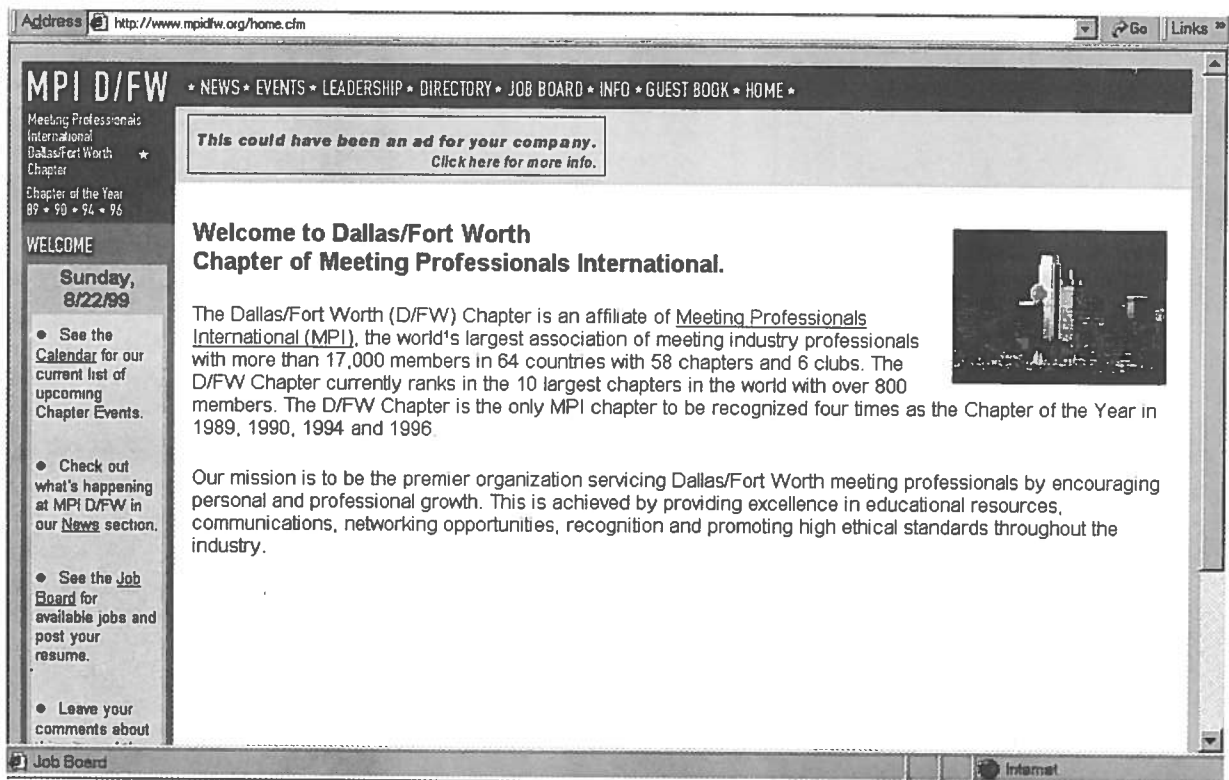 Address http://www.mpidfw.org/home.cfm Go Links »
MPI D/FW
★ NEWS ★ EVENTS ★ LEADERSHIP ★ DIRECTORY ★ JOB BOARD ★ INFO ★ GUEST BOOK ★ HOME ★
Meeting Professionals
International
Dallas/Fort Worth ★
Chapter
Chapter of the Year
89 ★ 90 ★ 94 ★ 96
This could have been an ad for your company.
Click here for more info.
WELCOME
Sunday,
8/22/99
● See the
Calendar for our
current list of
upcoming
Chapter Events.
● Check out
what's happening
at MPI D/FW in
our News section.
● See the Job
Board for
available jobs and
post your
resume.
● Leave your
comments about
Welcome to Dallas/Fort Worth
Chapter of Meeting Professionals International.
The Dallas/Fort Worth (D/FW) Chapter is an affiliate of Meeting Professionals
International (MPI), the world's largest association of meeting industry professionals
with more than 17,000 members in 64 countries with 58 chapters and 6 clubs. The
D/FW Chapter currently ranks in the 10 largest chapters in the world with over 800
members. The D/FW Chapter is the only MPI chapter to be recognized four times as the Chapter of the Year in
1989, 1990, 1994 and 1996.
Our mission is to be the premier organization servicing Dallas/Fort Worth meeting professionals by encouraging
personal and professional growth. This is achieved by providing excellence in educational resources,
communications, networking opportunities, recognition and promoting high ethical standards throughout the
industry.
Job Board
Internet